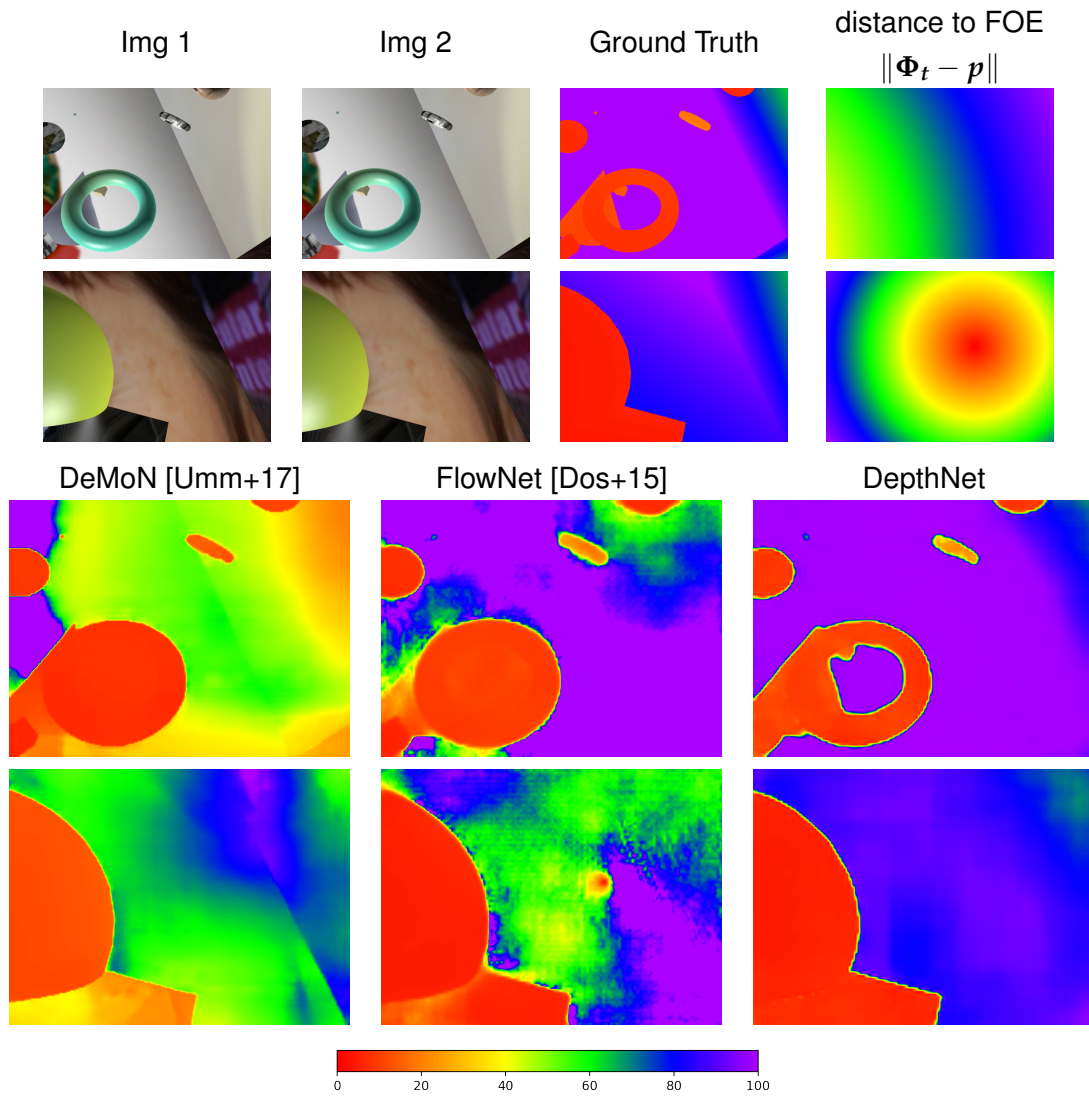 Img 1
Img 2
Ground Truth
distance to FOE
‖Φₜ − p‖
DeMoN [Umm+17]
FlowNet [Dos+15]
DepthNet
0 20 40 60 80 100